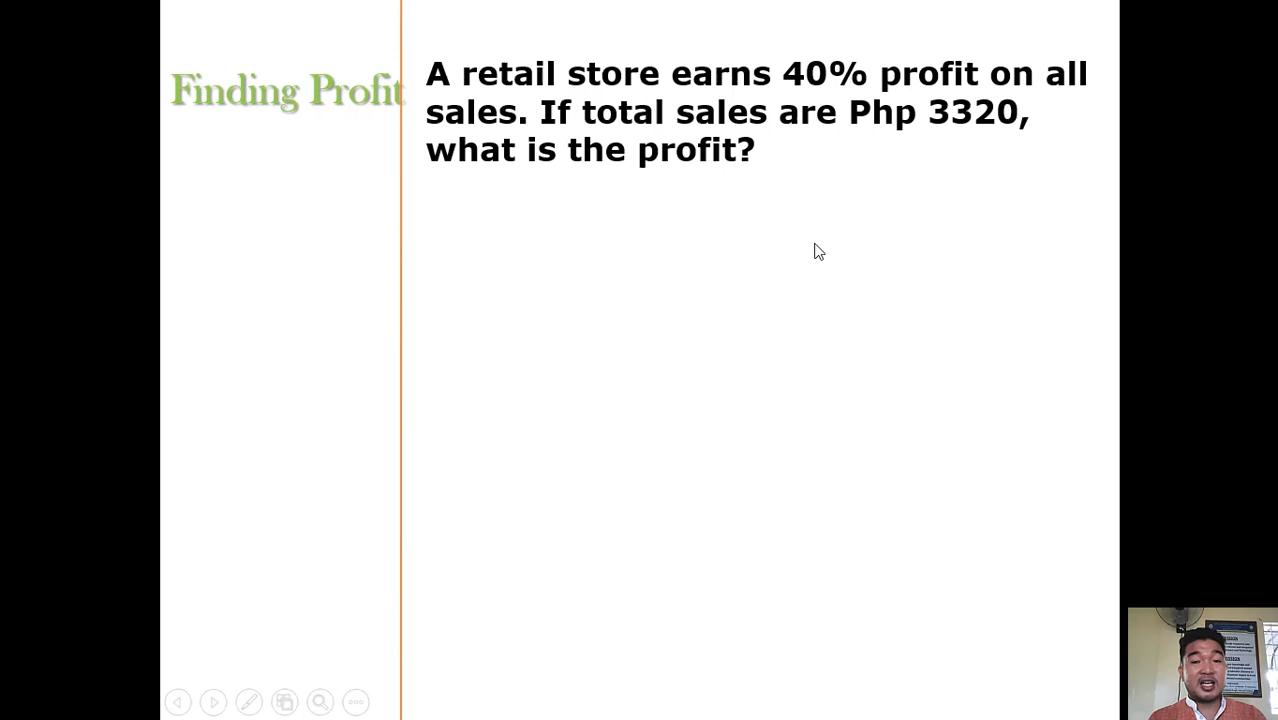 Finding Profit
A retail store earns 40% profit on all
sales. If total sales are Php 3320,
what is the profit?